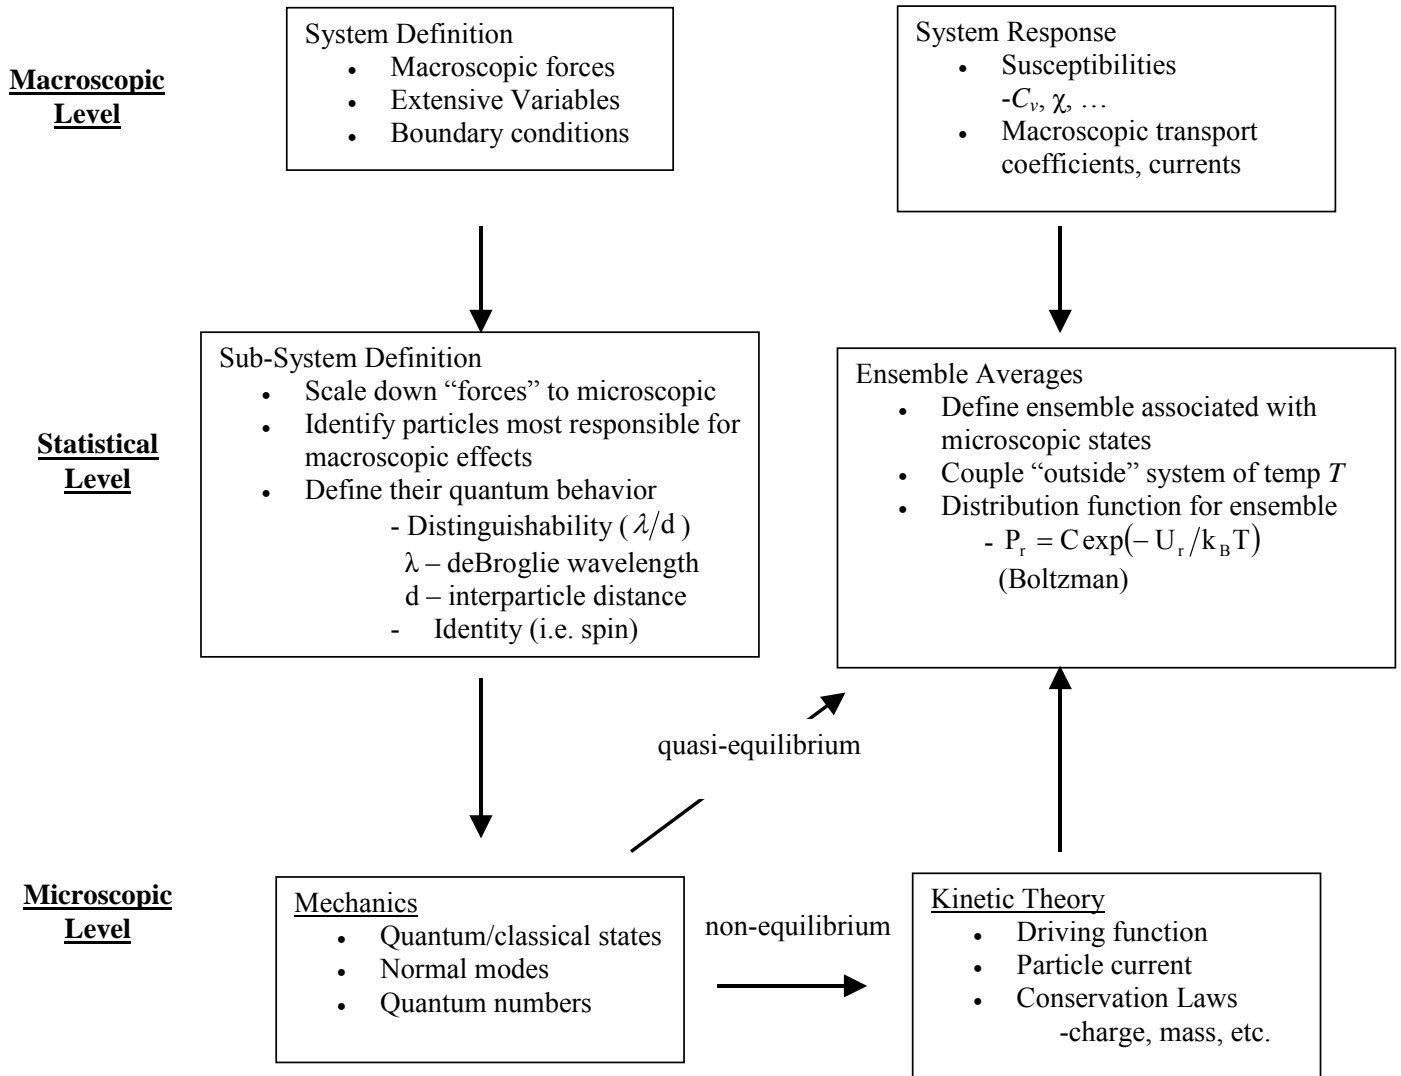 Macroscopic
Level
System Definition
• Macroscopic forces
• Extensive Variables
• Boundary conditions
System Response
• Susceptibilities
-Cᵥ, χ, …
• Macroscopic transport
coefficients, currents
Statistical
Level
Sub-System Definition
• Scale down “forces” to microscopic
• Identify particles most responsible for
macroscopic effects
• Define their quantum behavior
- Distinguishability ( λ/d )
λ – deBroglie wavelength
d – interparticle distance
- Identity (i.e. spin)
Ensemble Averages
• Define ensemble associated with
microscopic states
• Couple “outside” system of temp T
• Distribution function for ensemble
- P_r = C exp(− U_r/k_B T)
(Boltzman)
quasi-equilibrium
Microscopic
Level
Mechanics
• Quantum/classical states
• Normal modes
• Quantum numbers
non-equilibrium
Kinetic Theory
• Driving function
• Particle current
• Conservation Laws
-charge, mass, etc.